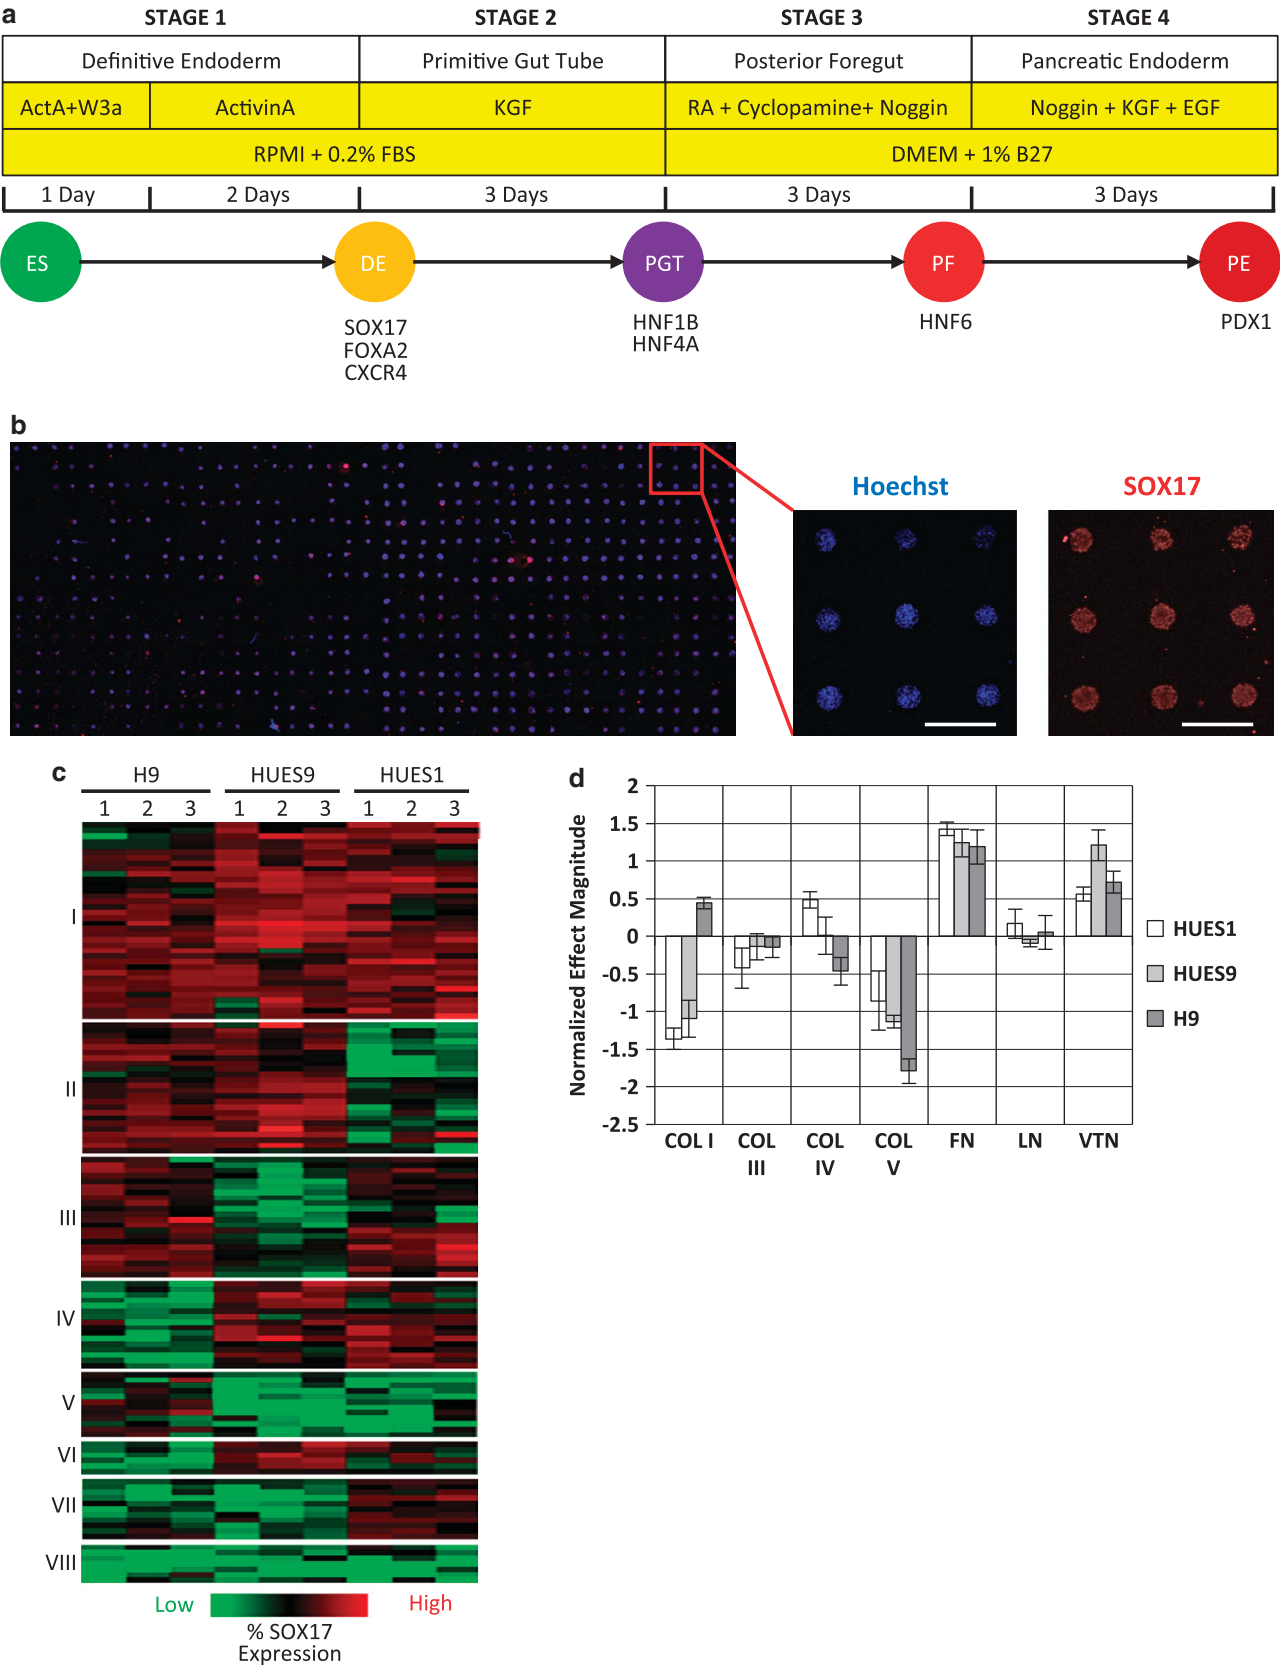 a
STAGE 1 STAGE 2 STAGE 3 STAGE 4
Definitive Endoderm Primitive Gut Tube Posterior Foregut Pancreatic Endoderm
ActA+W3a ActivinA KGF RA + Cyclopamine+ Noggin Noggin + KGF + EGF
RPMI + 0.2% FBS DMEM + 1% B27
1 Day 2 Days 3 Days 3 Days 3 Days
ES DE PGT PF PE
SOX17 HNF1B HNF6 PDX1
FOXA2 HNF4A
CXCR4
b
Hoechst SOX17
c
H9 HUES9 HUES1
1 2 3 1 2 3 1 2 3
I
II
III
IV
V
VI
VII
VIII
Low High
% SOX17
Expression
d
Normalized Effect Magnitude
2
1.5
1
0.5
0
-0.5
-1
-1.5
-2
-2.5
COL I COL III COL IV COL V FN LN VTN
HUES1
HUES9
H9